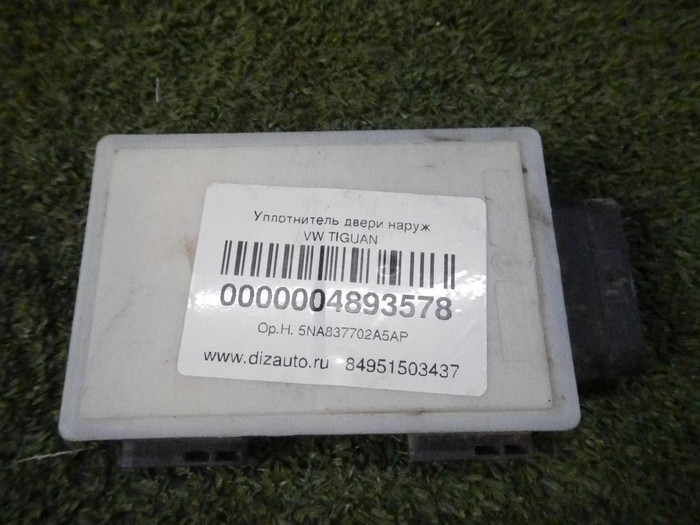 Уплотнитель двери наруж
VW TIGUAN
0000004893578
Ор.Н. 5NA837702A5AP
www.dizauto.ru 84951503437